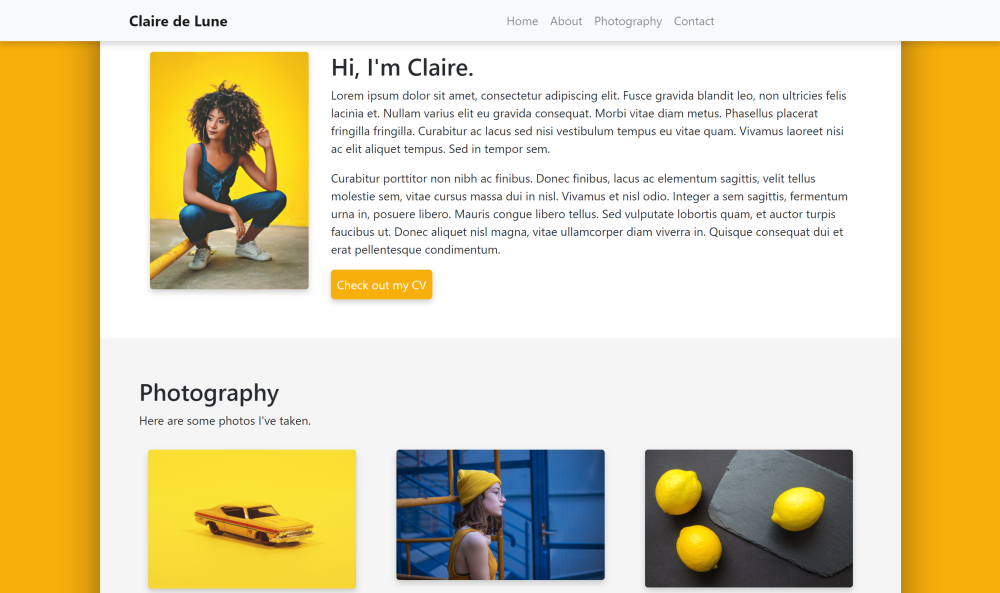 Claire de Lune
Home About Photography Contact
Hi, I'm Claire.
Lorem ipsum dolor sit amet, consectetur adipiscing elit. Fusce gravida blandit leo, non ultricies felis
lacinia et. Nullam varius elit eu gravida consequat. Morbi vitae diam metus. Phasellus placerat
fringilla fringilla. Curabitur ac lacus sed nisi vestibulum tempus eu vitae quam. Vivamus laoreet nisi
ac elit aliquet tempus. Sed in tempor sem.
Curabitur porttitor non nibh ac finibus. Donec finibus, lacus ac elementum sagittis, velit tellus
molestie sem, vitae cursus massa dui in nisl. Vivamus et nisl odio. Integer a sem sagittis, fermentum
urna in, posuere libero. Mauris congue libero tellus. Sed vulputate lobortis quam, et auctor turpis
faucibus ut. Donec aliquet nisl magna, vitae ullamcorper diam viverra in. Quisque consequat dui et
erat pellentesque condimentum.
Check out my CV
Photography
Here are some photos I've taken.